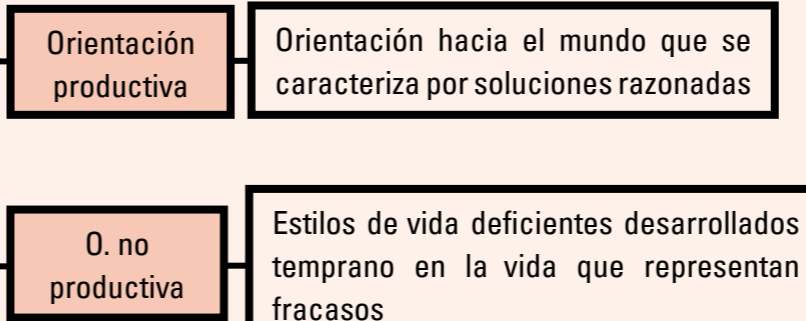 Orientación
productiva
Orientación hacia el mundo que se
caracteriza por soluciones razonadas
O. no
productiva
Estilos de vida deficientes desarrollados
temprano en la vida que representan
fracasos